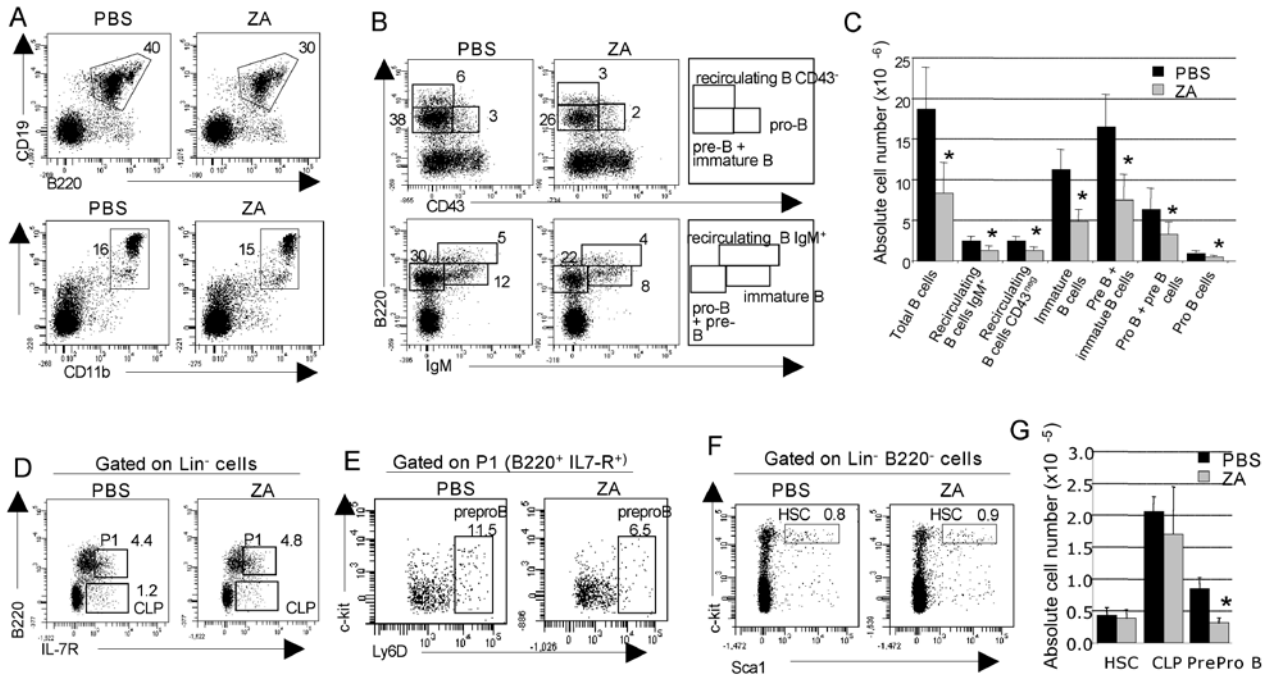 A
PBS
ZA
40
30
CD19
B220
PBS
ZA
16
15
CD11b
B
PBS
ZA
6
3
38
3
26
2
recirculating B CD43-
pro-B
pre-B +
immature B
CD43
5
4
30
12
22
8
recirculating B IgM+
immature B
pro-B
+ pre-
B
B220
IgM
C
Absolute cell number (x10 -6)
25
20
15
10
5
0
PBS
ZA
* * * * * * *
Total B cells
Recirculating
B cells IgM+
Recirculating
B cells CD43neg
Immature
B cells
Pre B +
immatue B cells
Pro B + pre B
cells
Pro B cells
D
Gated on Lin- cells
PBS
ZA
P1 4.4
P1 4.8
1.2
CLP
CLP
B220
IL-7R
E
Gated on P1 (B220+ IL7-R+)
PBS
ZA
preproB
11.5
preproB
6.5
c-kit
Ly6D
F
Gated on Lin- B220- cells
PBS
ZA
HSC 0.8
HSC 0.9
c-kit
Sca1
G
Absolute cell number (x10 -5)
3.0
2.5
2.0
1.5
1.0
0.5
0.0
PBS
ZA
*
HSC CLP PrePro B